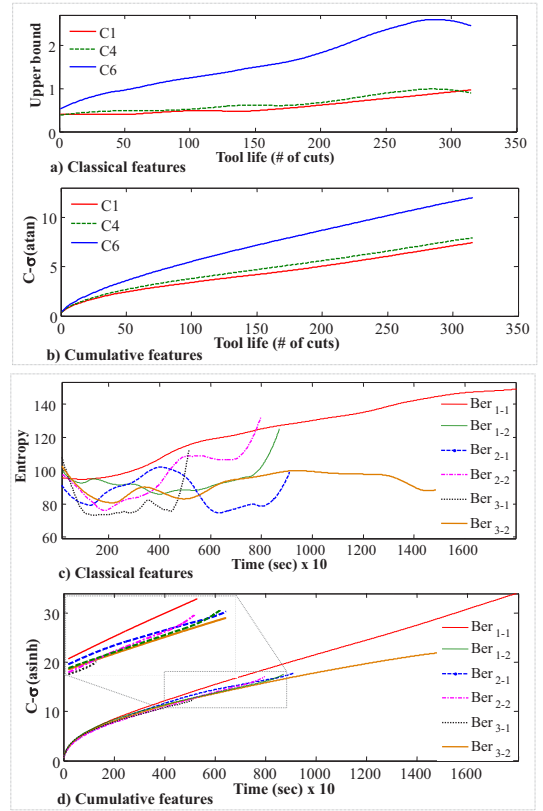 Upper bound
2
1
0
C1
C4
C6
0 50 100 150 200 250 300 350
Tool life (# of cuts)
a) Classical features
C-σ(atan)
10
5
0
C1
C4
C6
0 50 100 150 200 250 300 350
Tool life (# of cuts)
b) Cumulative features
Entropy
140
120
100
80
60
Ber 1-1
Ber 1-2
Ber 2-1
Ber 2-2
Ber 3-1
Ber 3-2
200 400 600 800 1000 1200 1400 1600
Time (sec) x 10
c) Classical features
C-σ(asinh)
30
20
10
0
Ber 1-1
Ber 1-2
Ber 2-1
Ber 2-2
Ber 3-1
Ber 3-2
0 200 400 600 800 1000 1200 1400 1600
Time (sec) x 10
d) Cumulative features